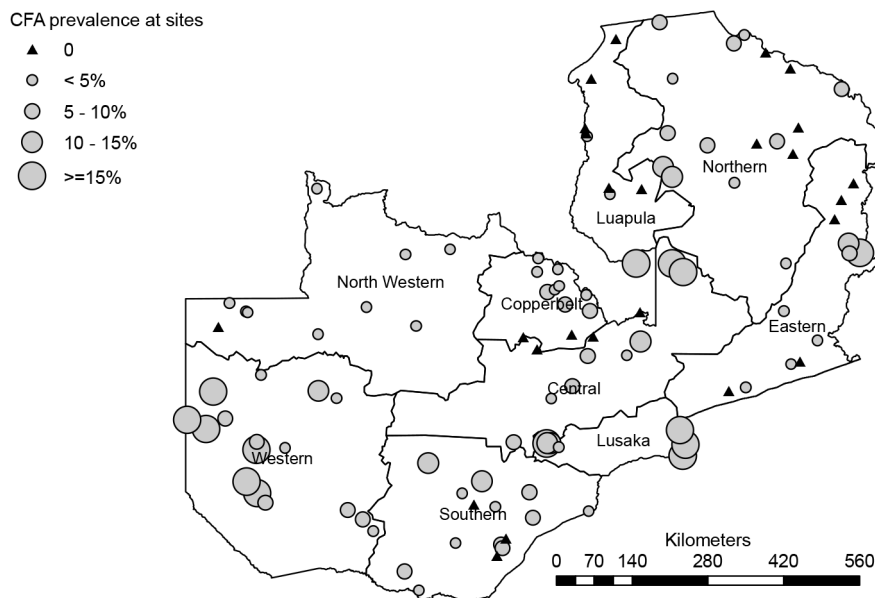 CFA prevalence at sites
0
< 5%
5 - 10%
10 - 15%
>=15%
Northern
Luapula
North Western
Copperbelt
Eastern
Central
Lusaka
Western
Southern
Kilometers
0 70 140 280 420 560